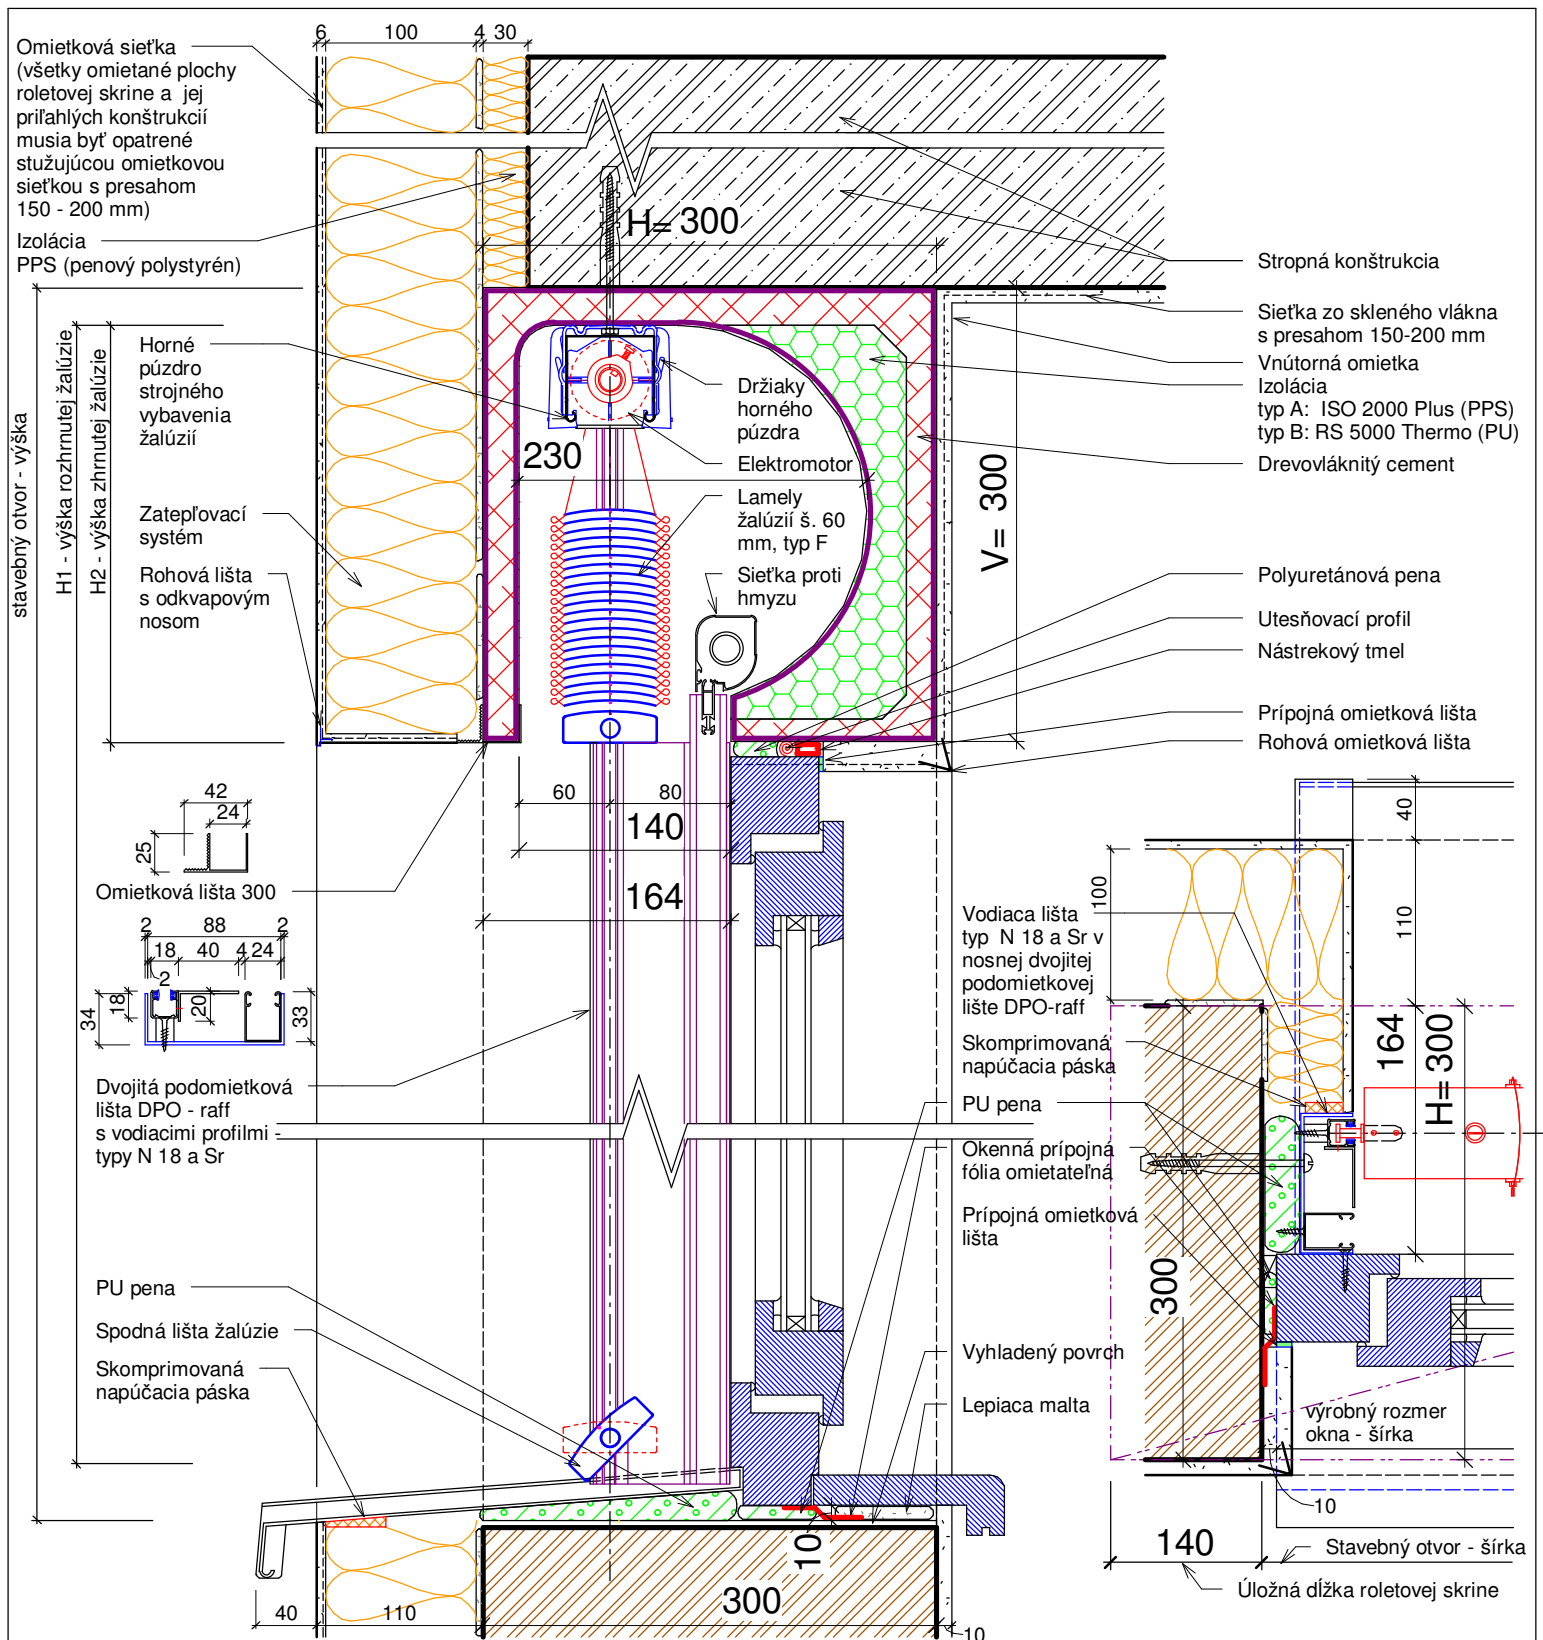 6
100
4
30
Omietková sieťka
(všetky omietané plochy
roletovej skrine a jej
priľahlých konštrukcií
musia byť opatrené
stužujúcou omietkovou
sieťkou s presahom
150 - 200 mm)
Izolácia
PPS (penový polystyrén)
H= 300
Stropná konštrukcia
Sieťka zo skleného vlákna
s presahom 150-200 mm
Vnútorná omietka
Izolácia
typ A: ISO 2000 Plus (PPS)
typ B: RS 5000 Thermo (PU)
Drevovláknitý cement
stavebný otvor - výška
H1 - výška rozhrnutej žalúzie
H2 - výška zhrnutej žalúzie
Horné
púzdro
strojného
vybavenia
žalúzií
Držiaky
horného
púzdra
230
Elektromotor
Lamely
žalúzií š. 60
mm, typ F
V= 300
Zatepľovací
systém
Rohová lišta
s odkvapovým
nosom
Sieťka proti
hmyzu
Polyuretánová pena
Utesňovací profil
Nástrekový tmel
Prípojná omietková lišta
Rohová omietková lišta
60
80
140
164
42
24
25
Omietková lišta 300
2
88
2
18
40
4
24
2
34
18
20
33
Dvojitá podomietková
lišta DPO - raff
s vodiacimi profilmi -
typy N 18 a Sr
40
100
110
Vodiaca lišta
typ N 18 a Sr v
nosnej dvojitej
podomietkovej
lište DPO-raff
Skomprimovaná
napúčacia páska
PU pena
Okenná prípojná
fólia omietateľná
Prípojná omietková
lišta
164
H= 300
300
PU pena
Spodná lišta žalúzie
Skomprimovaná
napúčacia páska
Vyhladený povrch
Lepiaca malta
výrobný rozmer
okna - šírka
10
10
140
Stavebný otvor - šírka
Úložná dĺžka roletovej skrine
40
110
300
10